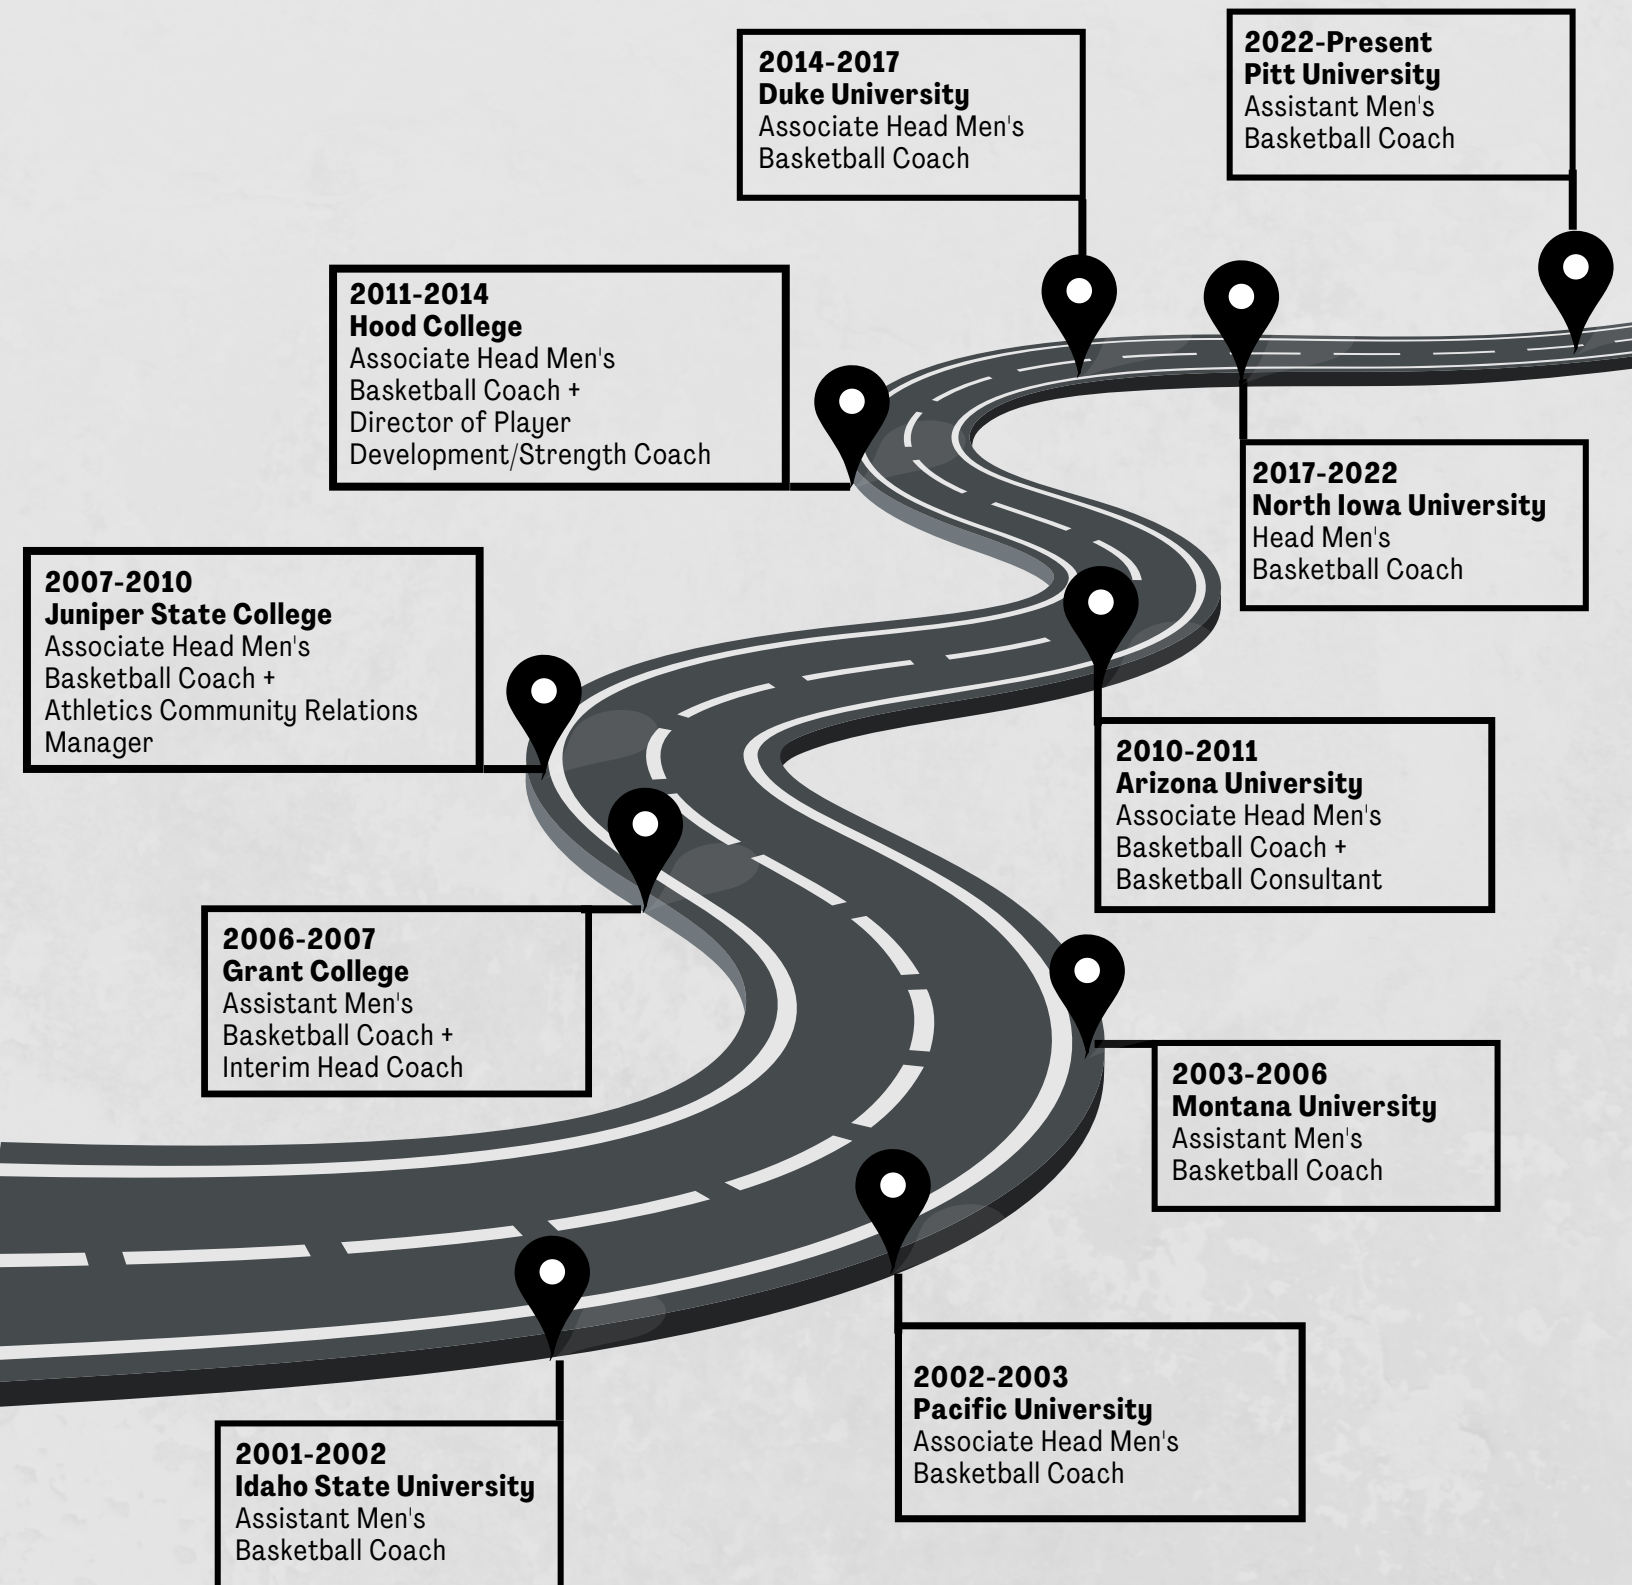 2014-2017
Duke University
Associate Head Men's
Basketball Coach
2022-Present
Pitt University
Assistant Men's
Basketball Coach
2011-2014
Hood College
Associate Head Men's
Basketball Coach +
Director of Player
Development/Strength Coach
2017-2022
North Iowa University
Head Men's
Basketball Coach
2007-2010
Juniper State College
Associate Head Men's
Basketball Coach +
Athletics Community Relations
Manager
2010-2011
Arizona University
Associate Head Men's
Basketball Coach +
Basketball Consultant
2006-2007
Grant College
Assistant Men's
Basketball Coach +
Interim Head Coach
2003-2006
Montana University
Assistant Men's
Basketball Coach
2002-2003
Pacific University
Associate Head Men's
Basketball Coach
2001-2002
Idaho State University
Assistant Men's
Basketball Coach